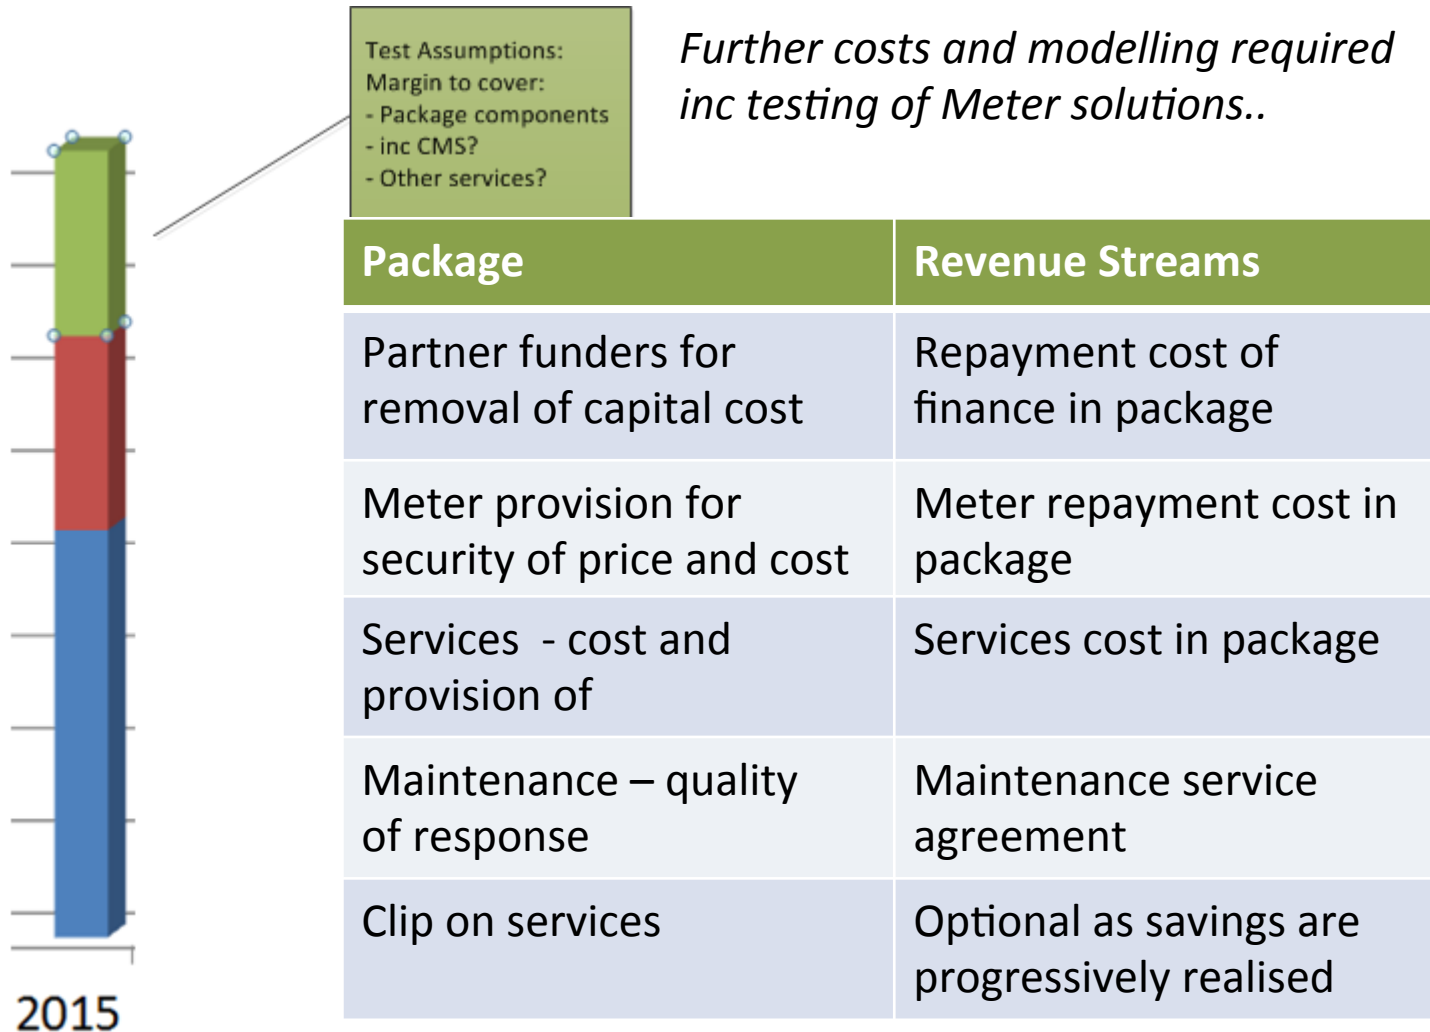 Test Assumptions:
Margin to cover:
- Package components
- inc CMS?
- Other services?
Further costs and modelling required
inc testing of Meter solutions..
Package
Revenue Streams
Partner funders for
removal of capital cost
Repayment cost of
finance in package
Meter provision for
security of price and cost
Meter repayment cost in
package
Services  - cost and
provision of
Services cost in package
Maintenance – quality
of response
Maintenance service
agreement
Clip on services
Optional as savings are
progressively realised
2015